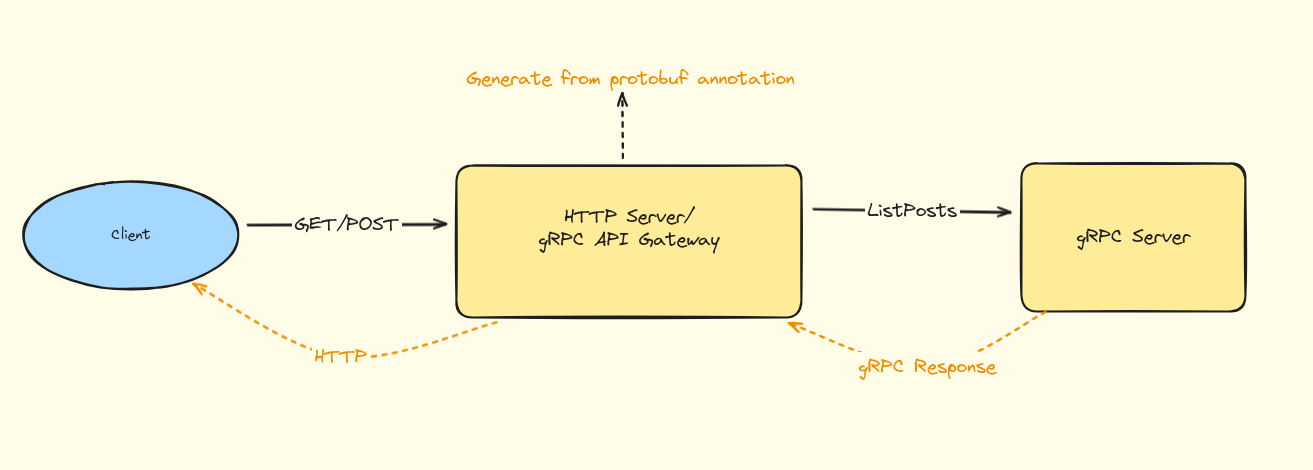 Generate from protobuf annotation
Client
GET/POST
HTTP Server/
gRPC API Gateway
ListPosts
gRPC Server
HTTP
gRPC Response